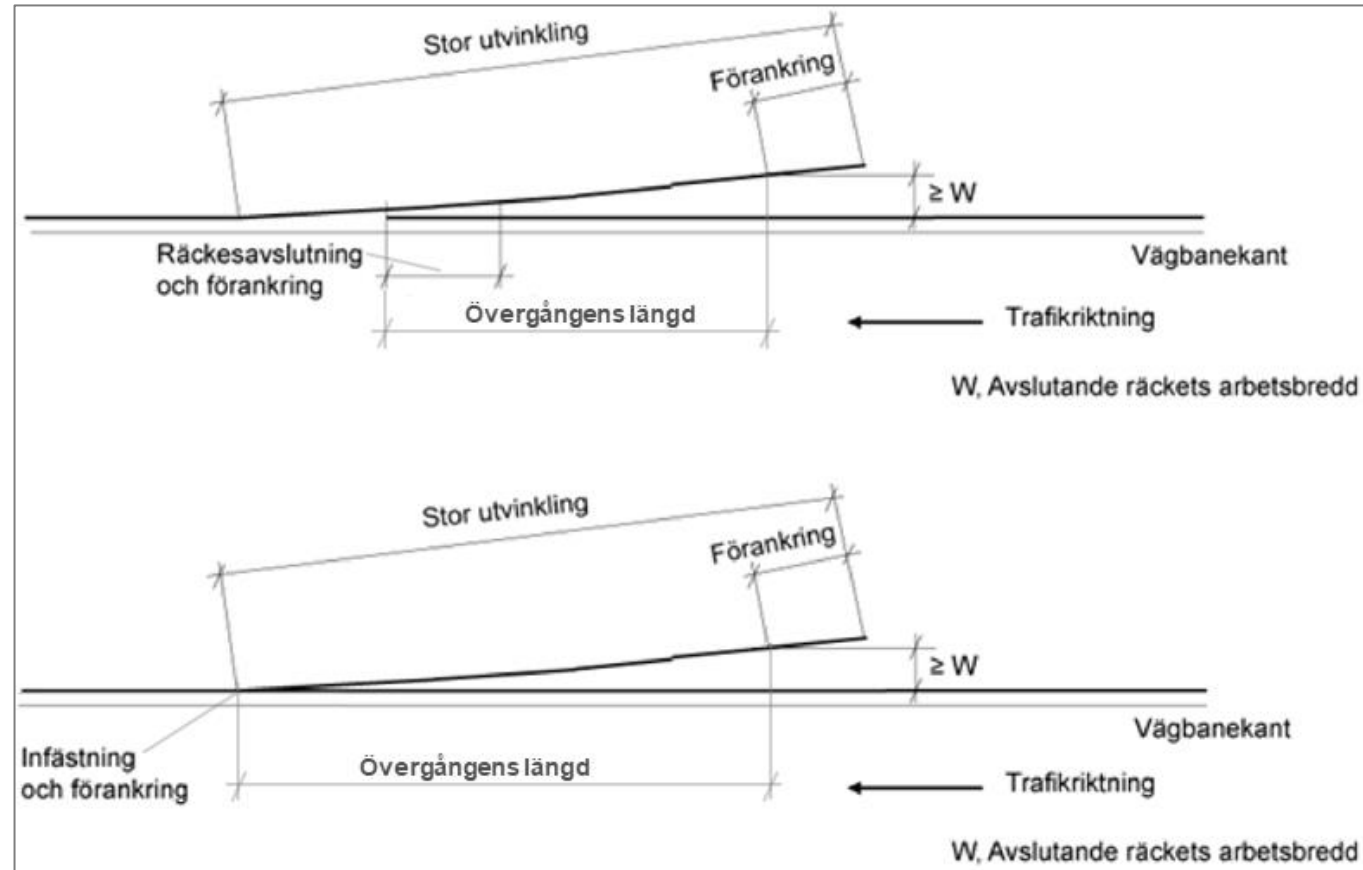 Stor utvinkling
Förankring
≥ W
Räckesavslutning
och förankring
Vägbanekant
Övergångens längd
Trafikriktning
W, Avslutande räckets arbetsbredd
Stor utvinkling
Förankring
≥ W
Vägbanekant
Infästning
och förankring
Övergångens längd
Trafikriktning
W, Avslutande räckets arbetsbredd